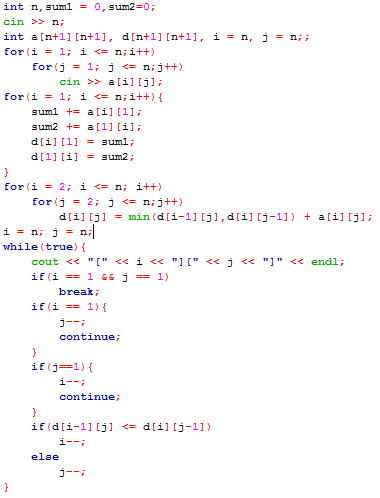 int n,sum1 = 0,sum2=0;
cin >> n;
int a[n+1][n+1], d[n+1][n+1], i = n, j = n;;
for(i = 1; i <= n;i++)
    for(j = 1; j <= n;j++)
        cin >> a[i][j];
for(i = 1; i <= n;i++){
    sum1 += a[i][1];
    sum2 += a[1][i];
    d[i][1] = sum1;
    d[1][i] = sum2;
}
for(i = 2; i <= n; i++)
    for(j = 2; j <= n;j++)
        d[i][j] = min(d[i-1][j],d[i][j-1]) + a[i][j];
i = n; j = n;
while(true){
    cout << "[" << i << "][" << j << "]" << endl;
    if(i == 1 && j == 1)
        break;
    if(i == 1){
        j--;
        continue;
    }
    if(j==1){
        i--;
        continue;
    }
    if(d[i-1][j] <= d[i][j-1])
        i--;
    else
        j--;
}